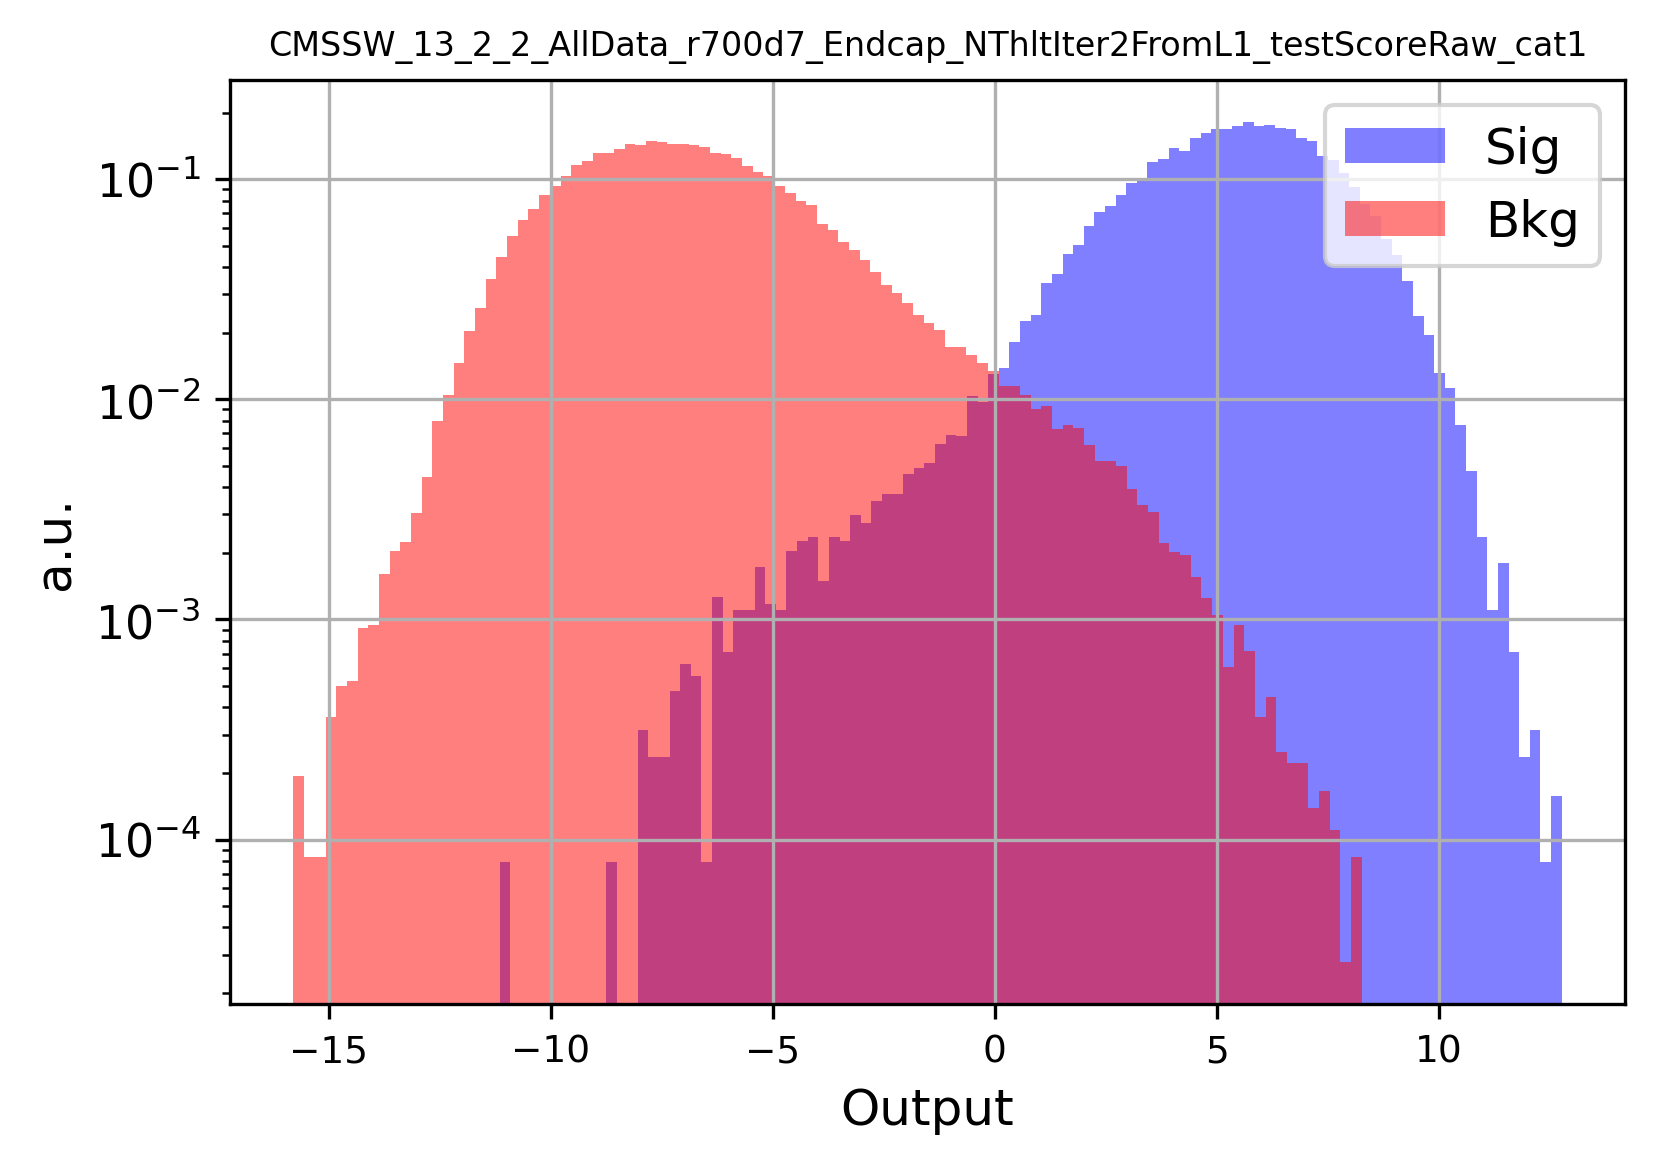 CMSSW_13_2_2_AllData_r700d7_Endcap_NThltIter2FromL1_testScoreRaw_cat1
Sig
Bkg
10⁻¹
10⁻²
10⁻³
10⁻⁴
a.u.
−15 −10 −5 0 5 10
Output